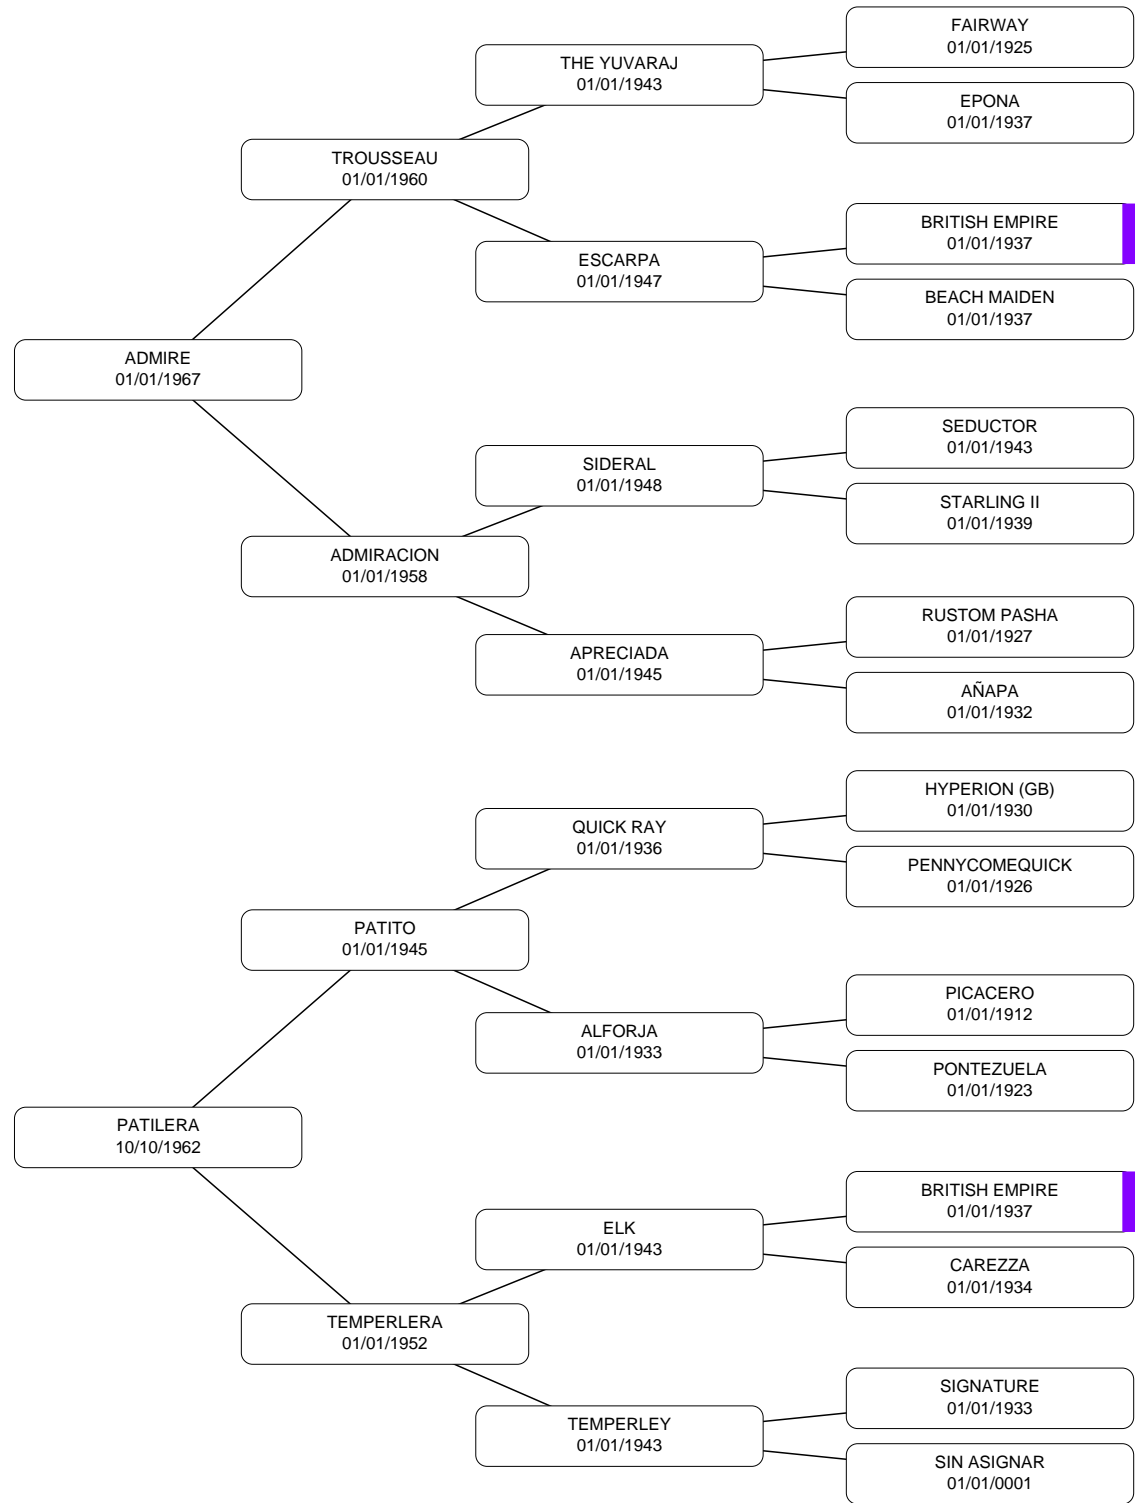 FAIRWAY
01/01/1925
THE YUVARAJ
01/01/1943
EPONA
01/01/1937
TROUSSEAU
01/01/1960
BRITISH EMPIRE
01/01/1937
ESCARPA
01/01/1947
BEACH MAIDEN
01/01/1937
ADMIRE
01/01/1967
SEDUCTOR
01/01/1943
SIDERAL
01/01/1948
STARLING II
01/01/1939
ADMIRACION
01/01/1958
RUSTOM PASHA
01/01/1927
APRECIADA
01/01/1945
AÑAPA
01/01/1932
HYPERION (GB)
01/01/1930
QUICK RAY
01/01/1936
PENNYCOMEQUICK
01/01/1926
PATITO
01/01/1945
PICACERO
01/01/1912
ALFORJA
01/01/1933
PONTEZUELA
01/01/1923
PATILERA
10/10/1962
BRITISH EMPIRE
01/01/1937
ELK
01/01/1943
CAREZZA
01/01/1934
TEMPERLERA
01/01/1952
SIGNATURE
01/01/1933
TEMPERLEY
01/01/1943
SIN ASIGNAR
01/01/0001